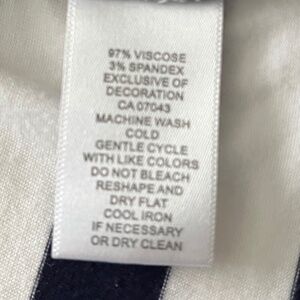 97% VISCOSE
3% SPANDEX
EXCLUSIVE OF
DECORATION
CA 07043
MACHINE WASH
COLD
GENTLE CYCLE
WITH LIKE COLORS
DO NOT BLEACH
RESHAPE AND
DRY FLAT
COOL IRON
IF NECESSARY
OR DRY CLEAN